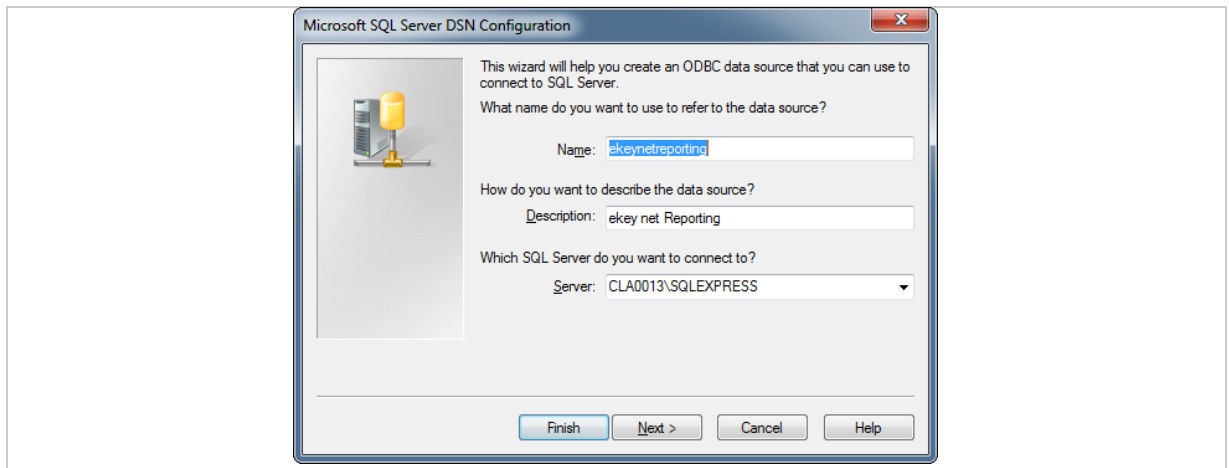 Microsoft SQL Server DSN Configuration
This wizard will help you create an ODBC data source that you can use to
connect to SQL Server.
What name do you want to use to refer to the data source?
Name: ekeynetreporting
How do you want to describe the data source?
Description: ekey net Reporting
Which SQL Server do you want to connect to?
Server: CLA0013\SQLEXPRESS
Finish Next > Cancel Help